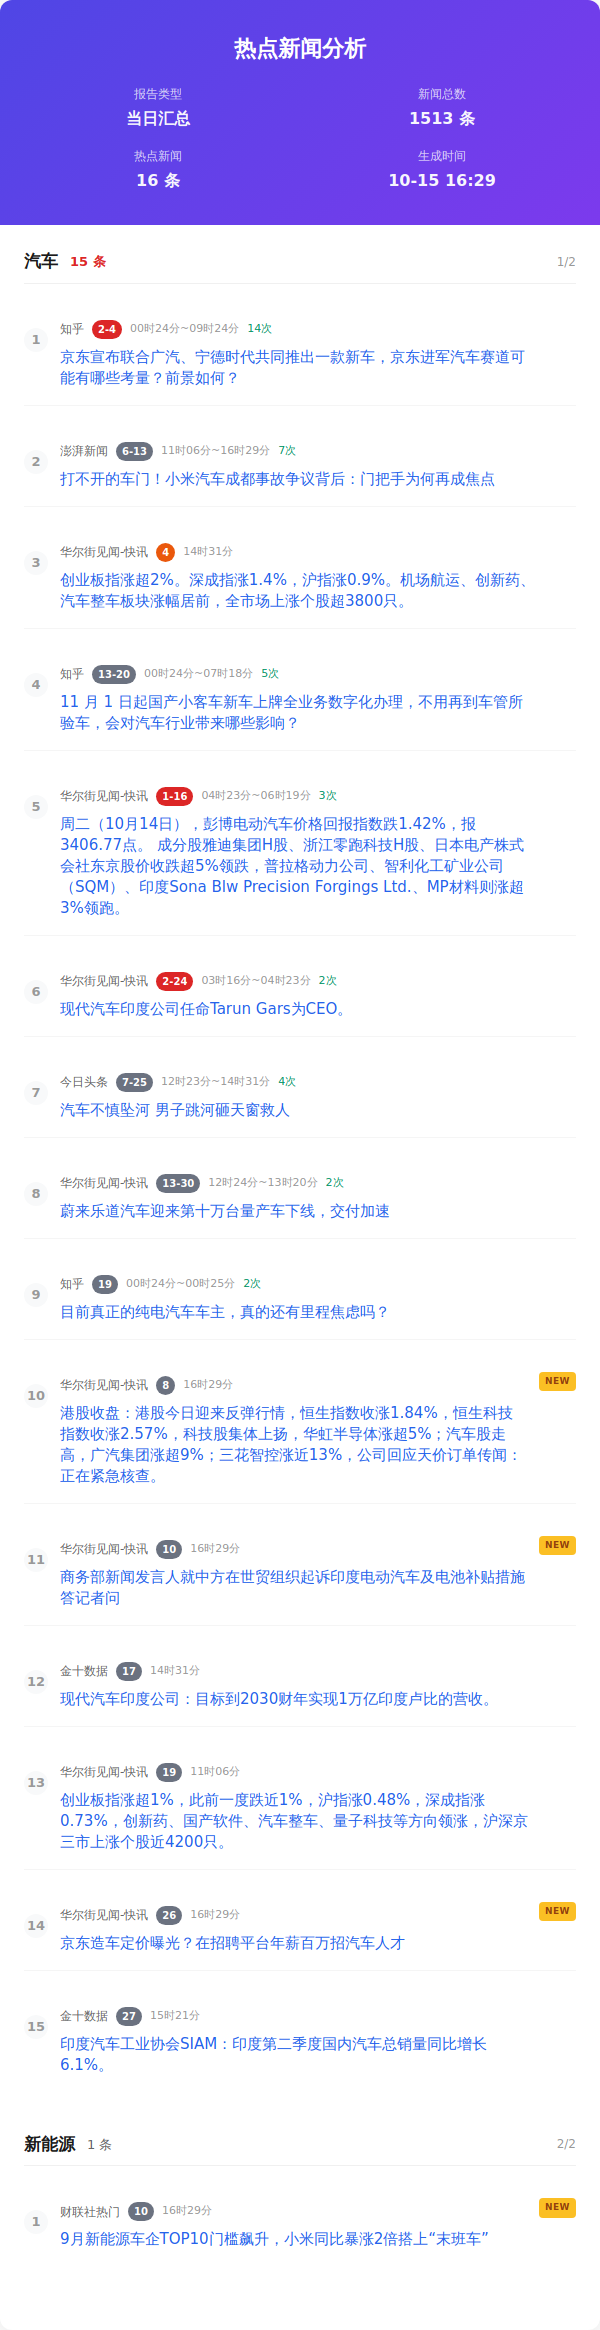 热点新闻分析
报告类型
当日汇总
新闻总数
1513 条
热点新闻
16 条
生成时间
10-15 16:29
汽车 15 条 1/2
1
知乎 2-4 00时24分~09时24分 14次
京东宣布联合广汽、宁德时代共同推出一款新车，京东进军汽车赛道可
能有哪些考量？前景如何？
2
澎湃新闻 6-13 11时06分~16时29分 7次
打不开的车门！小米汽车成都事故争议背后：门把手为何再成焦点
3
华尔街见闻-快讯 4 14时31分
创业板指涨超2%。深成指涨1.4%，沪指涨0.9%。机场航运、创新药、
汽车整车板块涨幅居前，全市场上涨个股超3800只。
4
知乎 13-20 00时24分~07时18分 5次
11 月 1 日起国产小客车新车上牌全业务数字化办理，不用再到车管所
验车，会对汽车行业带来哪些影响？
5
华尔街见闻-快讯 1-16 04时23分~06时19分 3次
周二（10月14日），彭博电动汽车价格回报指数跌1.42%，报
3406.77点。 成分股雅迪集团H股、浙江零跑科技H股、日本电产株式
会社东京股价收跌超5%领跌，普拉格动力公司、智利化工矿业公司
（SQM）、印度Sona Blw Precision Forgings Ltd.、MP材料则涨超
3%领跑。
6
华尔街见闻-快讯 2-24 03时16分~04时23分 2次
现代汽车印度公司任命Tarun Gars为CEO。
7
今日头条 7-25 12时23分~14时31分 4次
汽车不慎坠河 男子跳河砸天窗救人
8
华尔街见闻-快讯 13-30 12时24分~13时20分 2次
蔚来乐道汽车迎来第十万台量产车下线，交付加速
9
知乎 19 00时24分~00时25分 2次
目前真正的纯电汽车车主，真的还有里程焦虑吗？
10
华尔街见闻-快讯 8 16时29分 NEW
港股收盘：港股今日迎来反弹行情，恒生指数收涨1.84%，恒生科技
指数收涨2.57%，科技股集体上扬，华虹半导体涨超5%；汽车股走
高，广汽集团涨超9%；三花智控涨近13%，公司回应天价订单传闻：
正在紧急核查。
11
华尔街见闻-快讯 10 16时29分 NEW
商务部新闻发言人就中方在世贸组织起诉印度电动汽车及电池补贴措施
答记者问
12
金十数据 17 14时31分
现代汽车印度公司：目标到2030财年实现1万亿印度卢比的营收。
13
华尔街见闻-快讯 19 11时06分
创业板指涨超1%，此前一度跌近1%，沪指涨0.48%，深成指涨
0.73%，创新药、国产软件、汽车整车、量子科技等方向领涨，沪深京
三市上涨个股近4200只。
14
华尔街见闻-快讯 26 16时29分 NEW
京东造车定价曝光？在招聘平台年薪百万招汽车人才
15
金十数据 27 15时21分
印度汽车工业协会SIAM：印度第二季度国内汽车总销量同比增长
6.1%。
新能源 1 条 2/2
1
财联社热门 10 16时29分 NEW
9月新能源车企TOP10门槛飙升，小米同比暴涨2倍搭上“末班车”